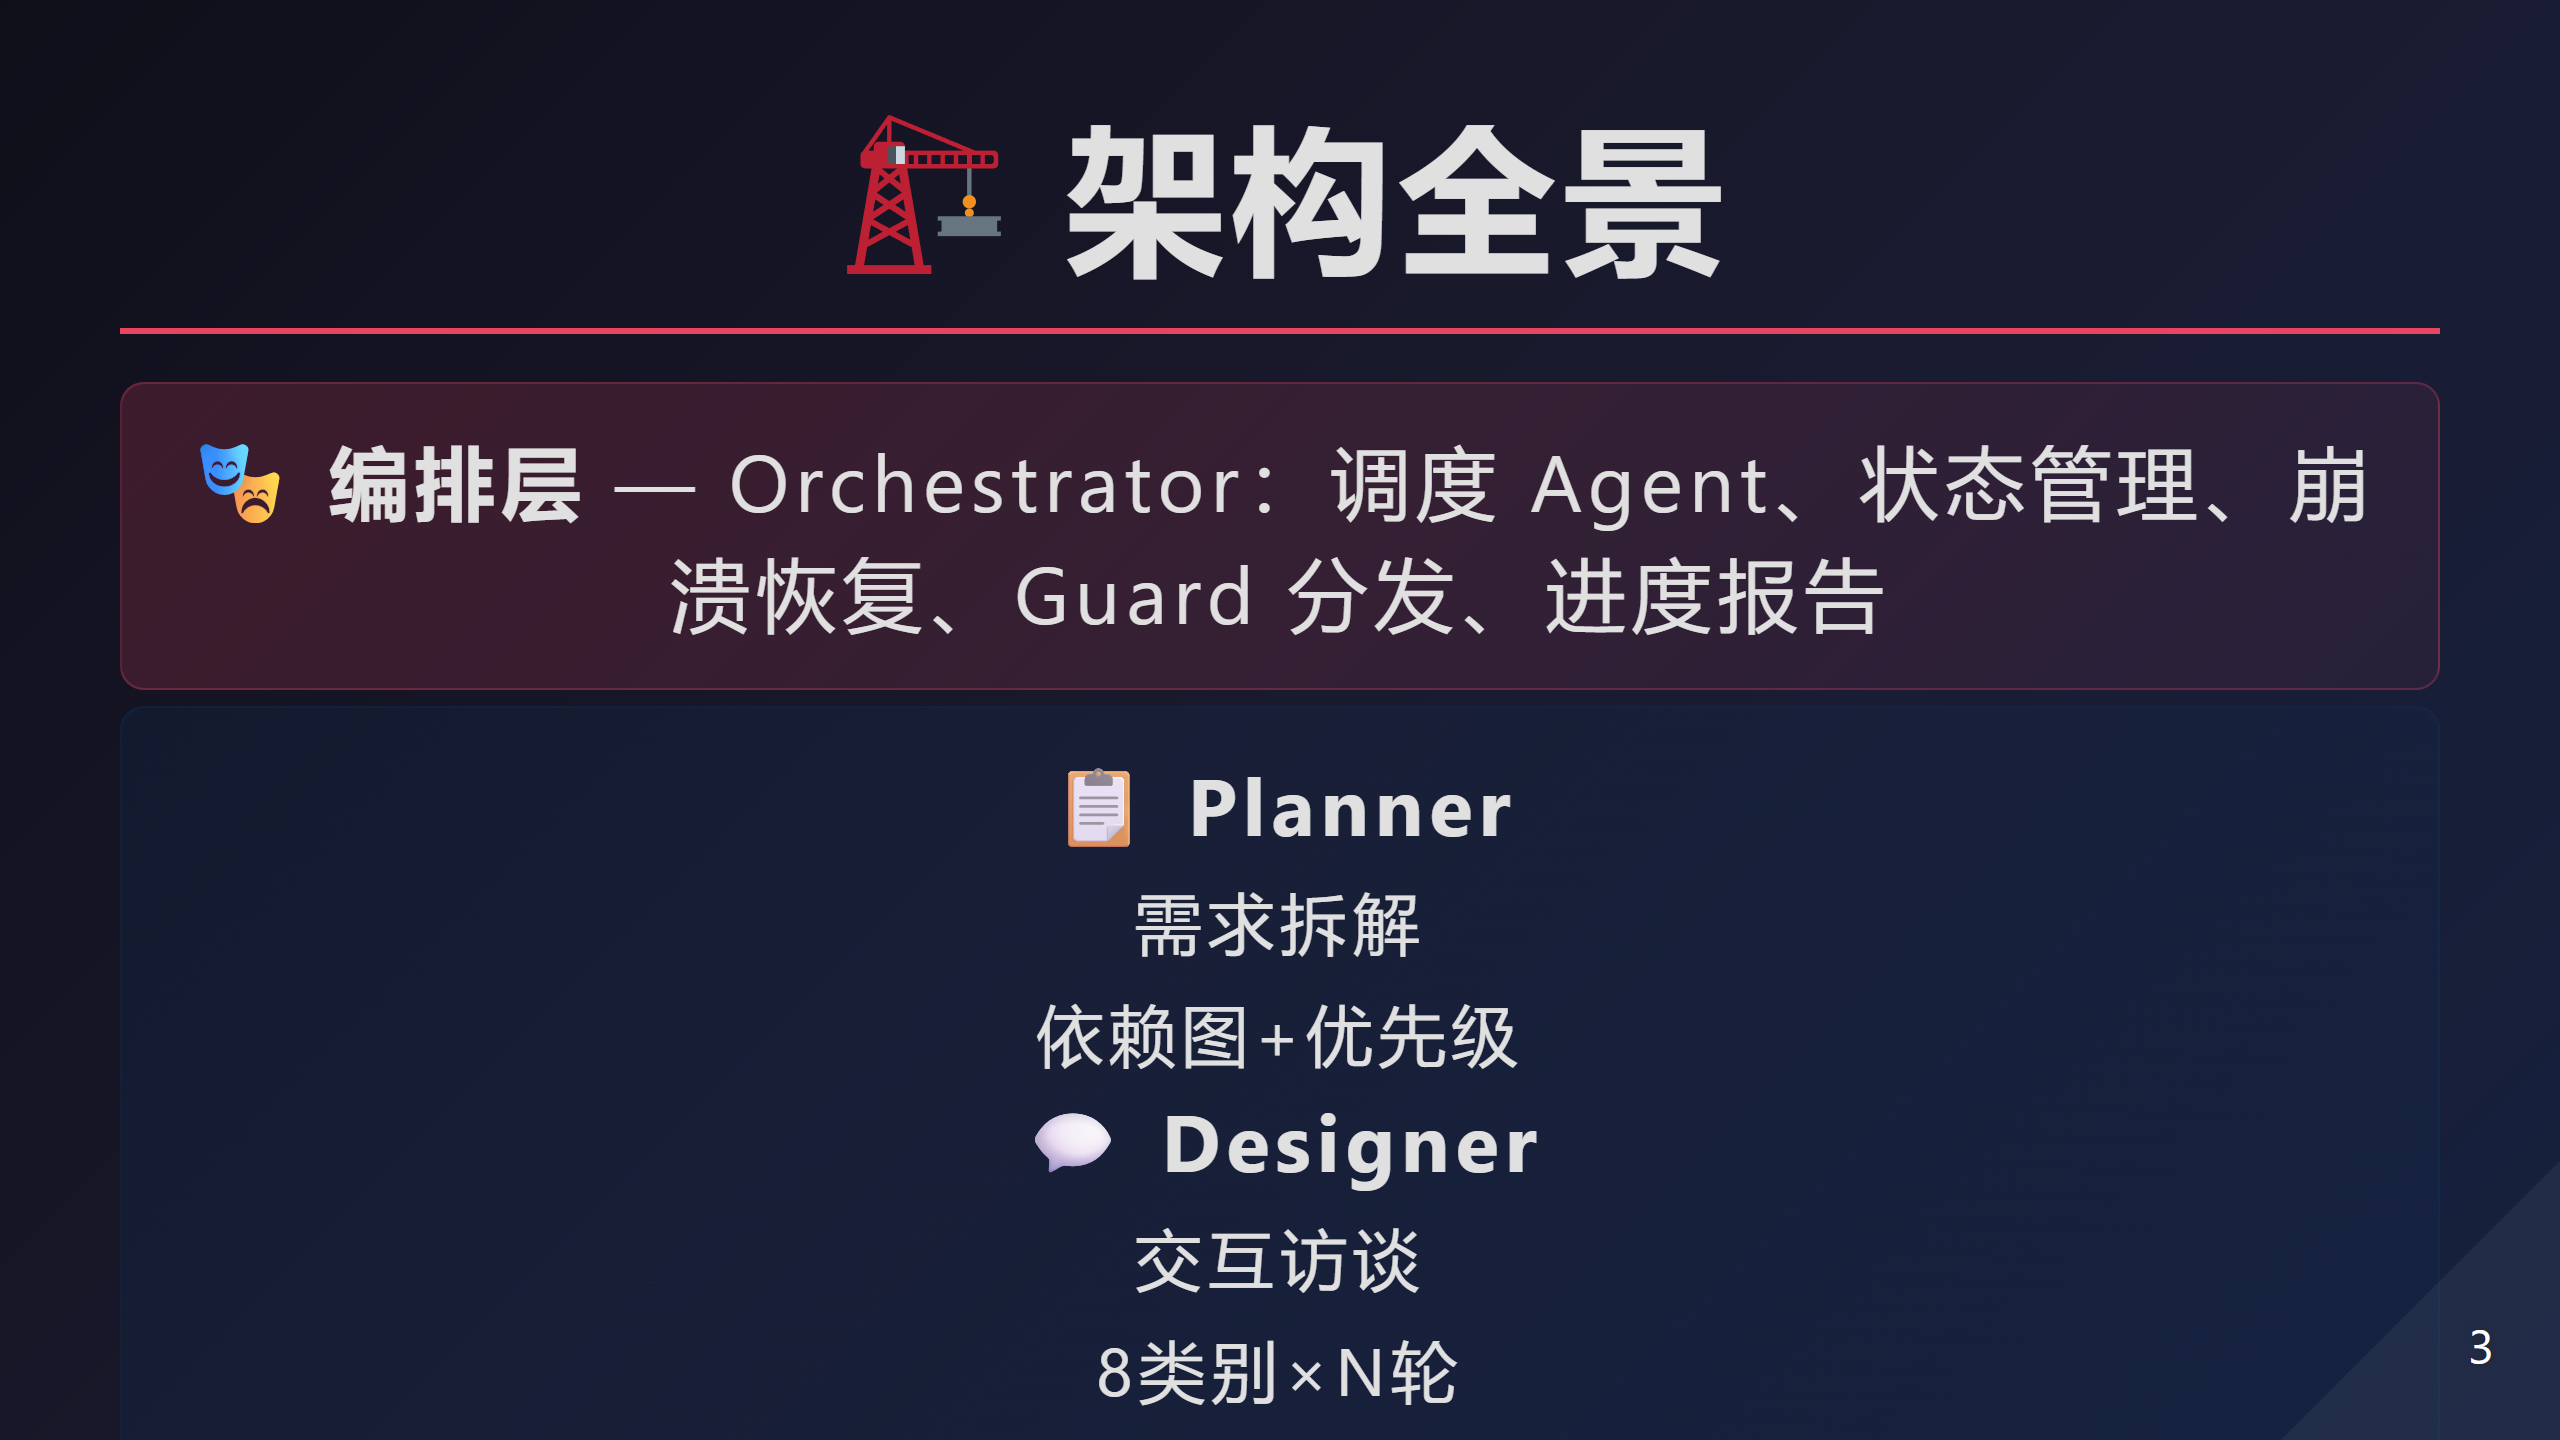 架构全景
编排层 — Orchestrator：调度 Agent、状态管理、崩
溃恢复、Guard 分发、进度报告
Planner
需求拆解
依赖图+优先级
Designer
交互访谈
8类别×N轮
3